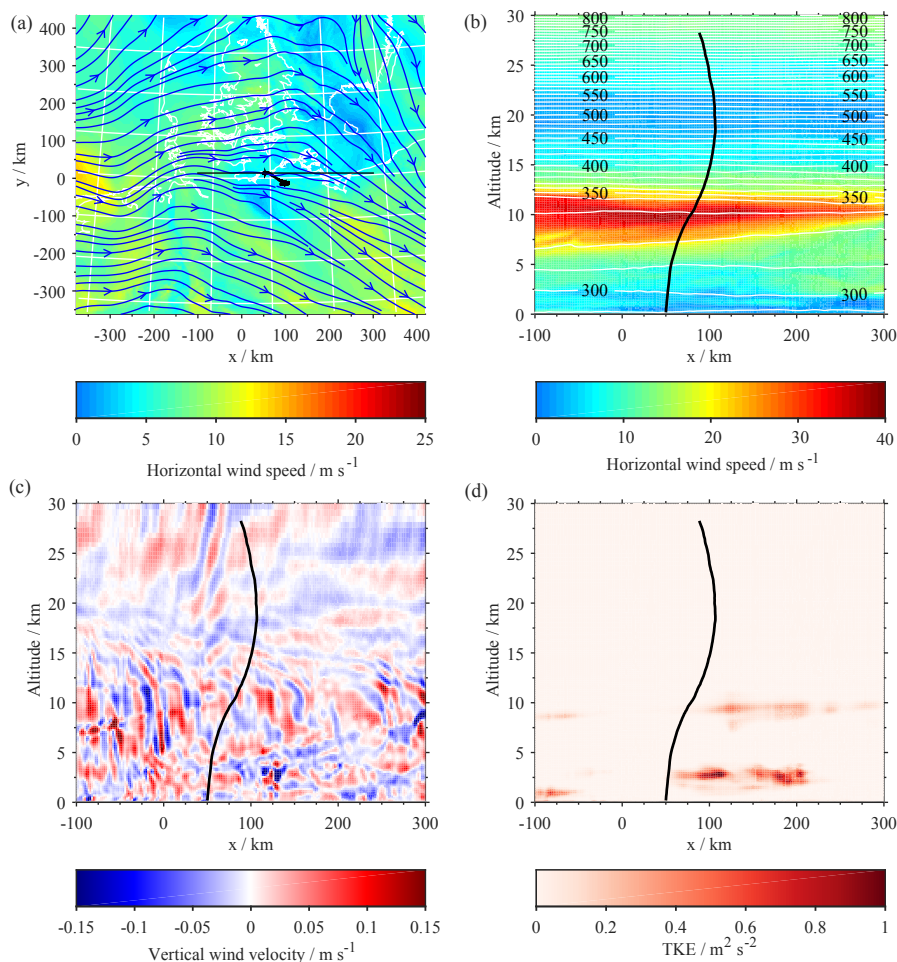 (a)
400
300
200
100
0
-100
-200
-300
y / km
-300 -200 -100 0 100 200 300 400
x / km
0 5 10 15 20 25
Horizontal wind speed / m s⁻¹
(b)
30
25
20
15
10
5
0
Altitude / km
800 800
750 750
700 700
650 650
600 600
550 550
500 500
450 450
400 400
350 350
300 300
-100 0 100 200 300
x / km
0 10 20 30 40
Horizontal wind speed / m s⁻¹
(c)
30
25
20
15
10
5
0
Altitude / km
-100 0 100 200 300
x / km
-0.15 -0.1 -0.05 0 0.05 0.1 0.15
Vertical wind velocity / m s⁻¹
(d)
30
25
20
15
10
5
0
Altitude / km
-100 0 100 200 300
x / km
0 0.2 0.4 0.6 0.8 1
TKE / m² s⁻²